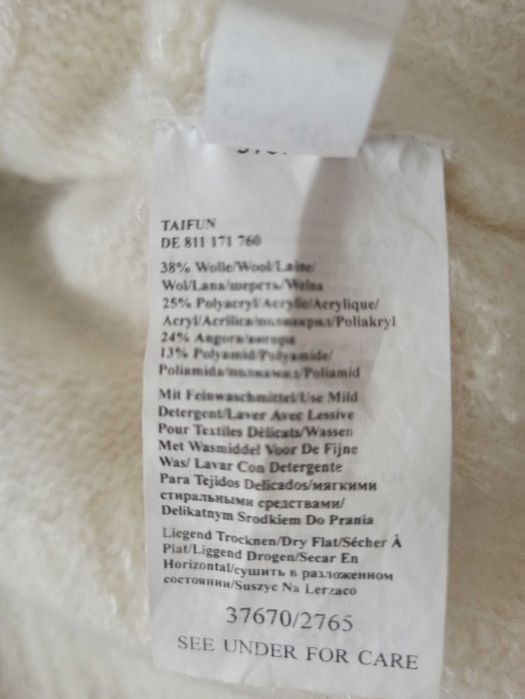 TAIFUN
DE 811 171 760
38% Wolle/Wool/Laine/
Wol/Lana/шерсть/Welna
25% Polyacryl/Acrylic/Acrylique/
Acryl/Acrilica/полиакрил/Poliakryl
24% Angora/ангора
13% Polyamid/Polyamide/
Poliamida/полиамид/Poliamid
Mit Feinwaschmittel/Use Mild
Detergent/Laver Avec Lessive
Pour Textiles Délicats/Wassen
Met Wasmiddel Voor De Fijne
Was/ Lavar Con Detergente
Para Tejidos Delicados/мягкими
стиральными средствами/
Delikatnym Srodkiem Do Prania
Liegend Trocknen/Dry Flat/Sécher À
Plat/Liggend Drogen/Secar En
Horizontal/сушить в разложенном
состоянии/Suszyc Na Lerzaco
37670/2765
SEE UNDER FOR CARE